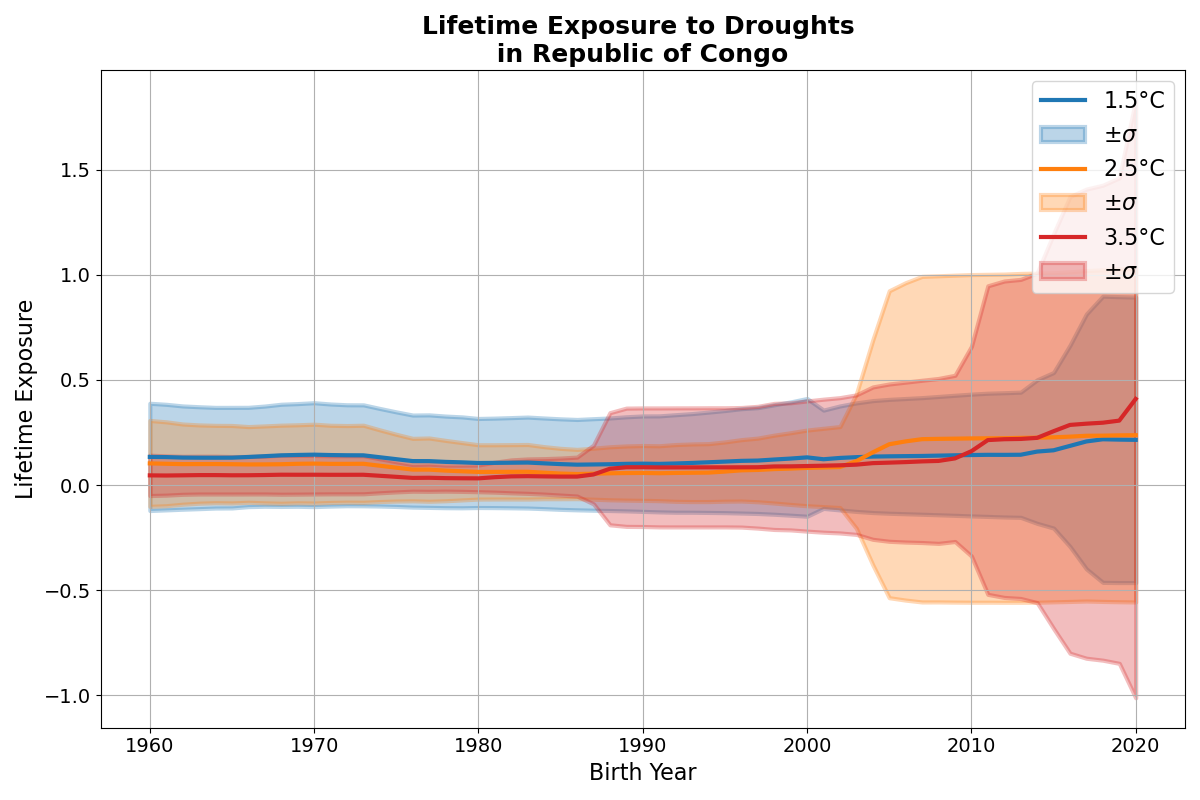 Lifetime Exposure to Droughts
in Republic of Congo
1.5°C
±σ
2.5°C
±σ
3.5°C
±σ
Lifetime Exposure
1.5
1.0
0.5
0.0
−0.5
−1.0
1960 1970 1980 1990 2000 2010 2020
Birth Year